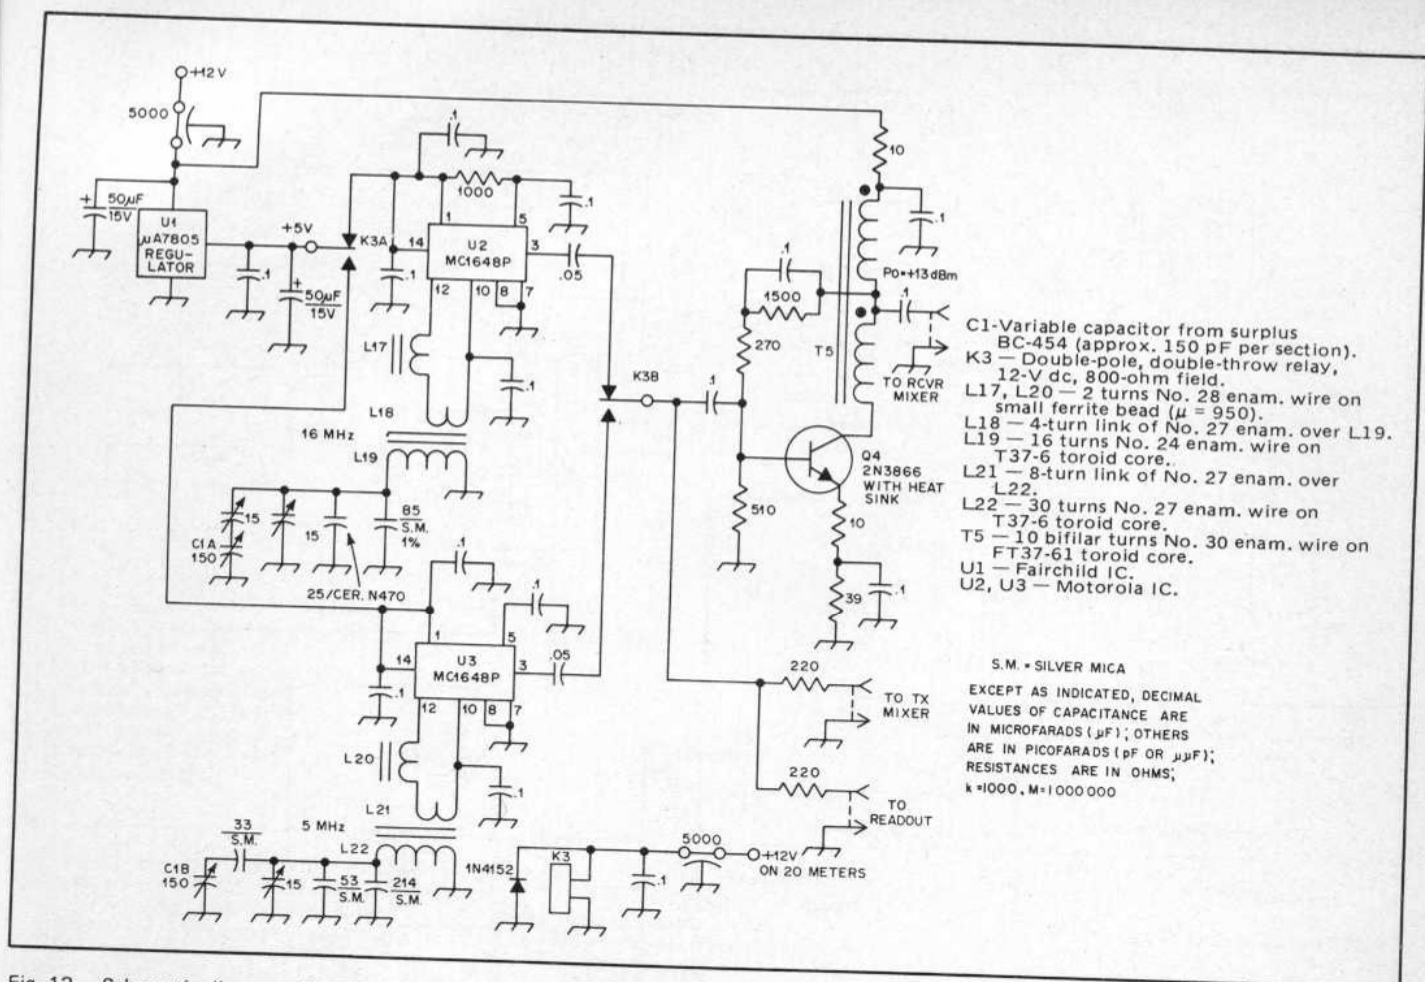 +12V
5000
50µF
15V
U1
µA7805
REGU-
LATOR
+5V
.1
50µF
15V
K3A
.1
1000
.1
1
5
14
U2
MC1648P
3
.05
.1
12
10
8
7
L17
.1
L18
16 MHz
L19
15
C1A
150
15
85
S.M.
1%
25/CER. N470
.1
.1
1
5
14
U3
MC1648P
3
.05
.1
12
10
8
7
L20
.1
L21
5 MHz
L22
33
S.M.
C1B
150
15
53
S.M.
214
S.M.
1N4152
K3
.1
5000
+12V
ON 20 METERS
K3B
.1
10
.1
.1
1500
270
T5
Po=+13dBm
.1
TO RCVR
MIXER
Q4
2N3866
WITH HEAT
SINK
510
10
39
.1
220
TO TX
MIXER
220
TO
READOUT
C1-Variable capacitor from surplus
BC-454 (approx. 150 pF per section).
K3 — Double-pole, double-throw relay,
12-V dc, 800-ohm field.
L17, L20 — 2 turns No. 28 enam. wire on
small ferrite bead (µ = 950).
L18 — 4-turn link of No. 27 enam. over L19.
L19 — 16 turns No. 24 enam. wire on
T37-6 toroid core.
L21 — 8-turn link of No. 27 enam. over
L22.
L22 — 30 turns No. 27 enam. wire on
T37-6 toroid core.
T5 — 10 bifilar turns No. 30 enam. wire on
FT37-61 toroid core.
U1 — Fairchild IC.
U2, U3 — Motorola IC.
S.M. = SILVER MICA
EXCEPT AS INDICATED, DECIMAL
VALUES OF CAPACITANCE ARE
IN MICROFARADS (µF); OTHERS
ARE IN PICOFARADS (pF OR µµF);
RESISTANCES ARE IN OHMS;
k=1000, M=1000000